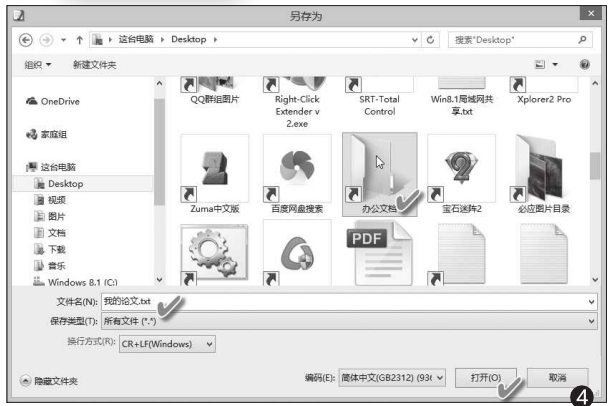 另存为
这台电脑 ▸ Desktop ▸
搜索"Desktop"
组织 ▼ 新建文件夹
OneDrive
家庭组
这台电脑
Desktop
视频
图片
文档
下载
音乐
Windows 8.1 (C:)
QQ群组图片
Right-Click
Extender v
2.exe
SRT-Total
Control
Win8.1局域网共
享.txt
Xplorer2 Pro
Zuma中文版
百度网盘搜索
办公文档
宝石迷阵2
必应图片目录
PDF
文件名(N): 我的论文.txt
保存类型(T): 所有文件 (*.*)
换行方式(R): CR+LF(Windows)
隐藏文件夹
编码(E): 简体中文(GB2312) (936
打开(O)
取消
4